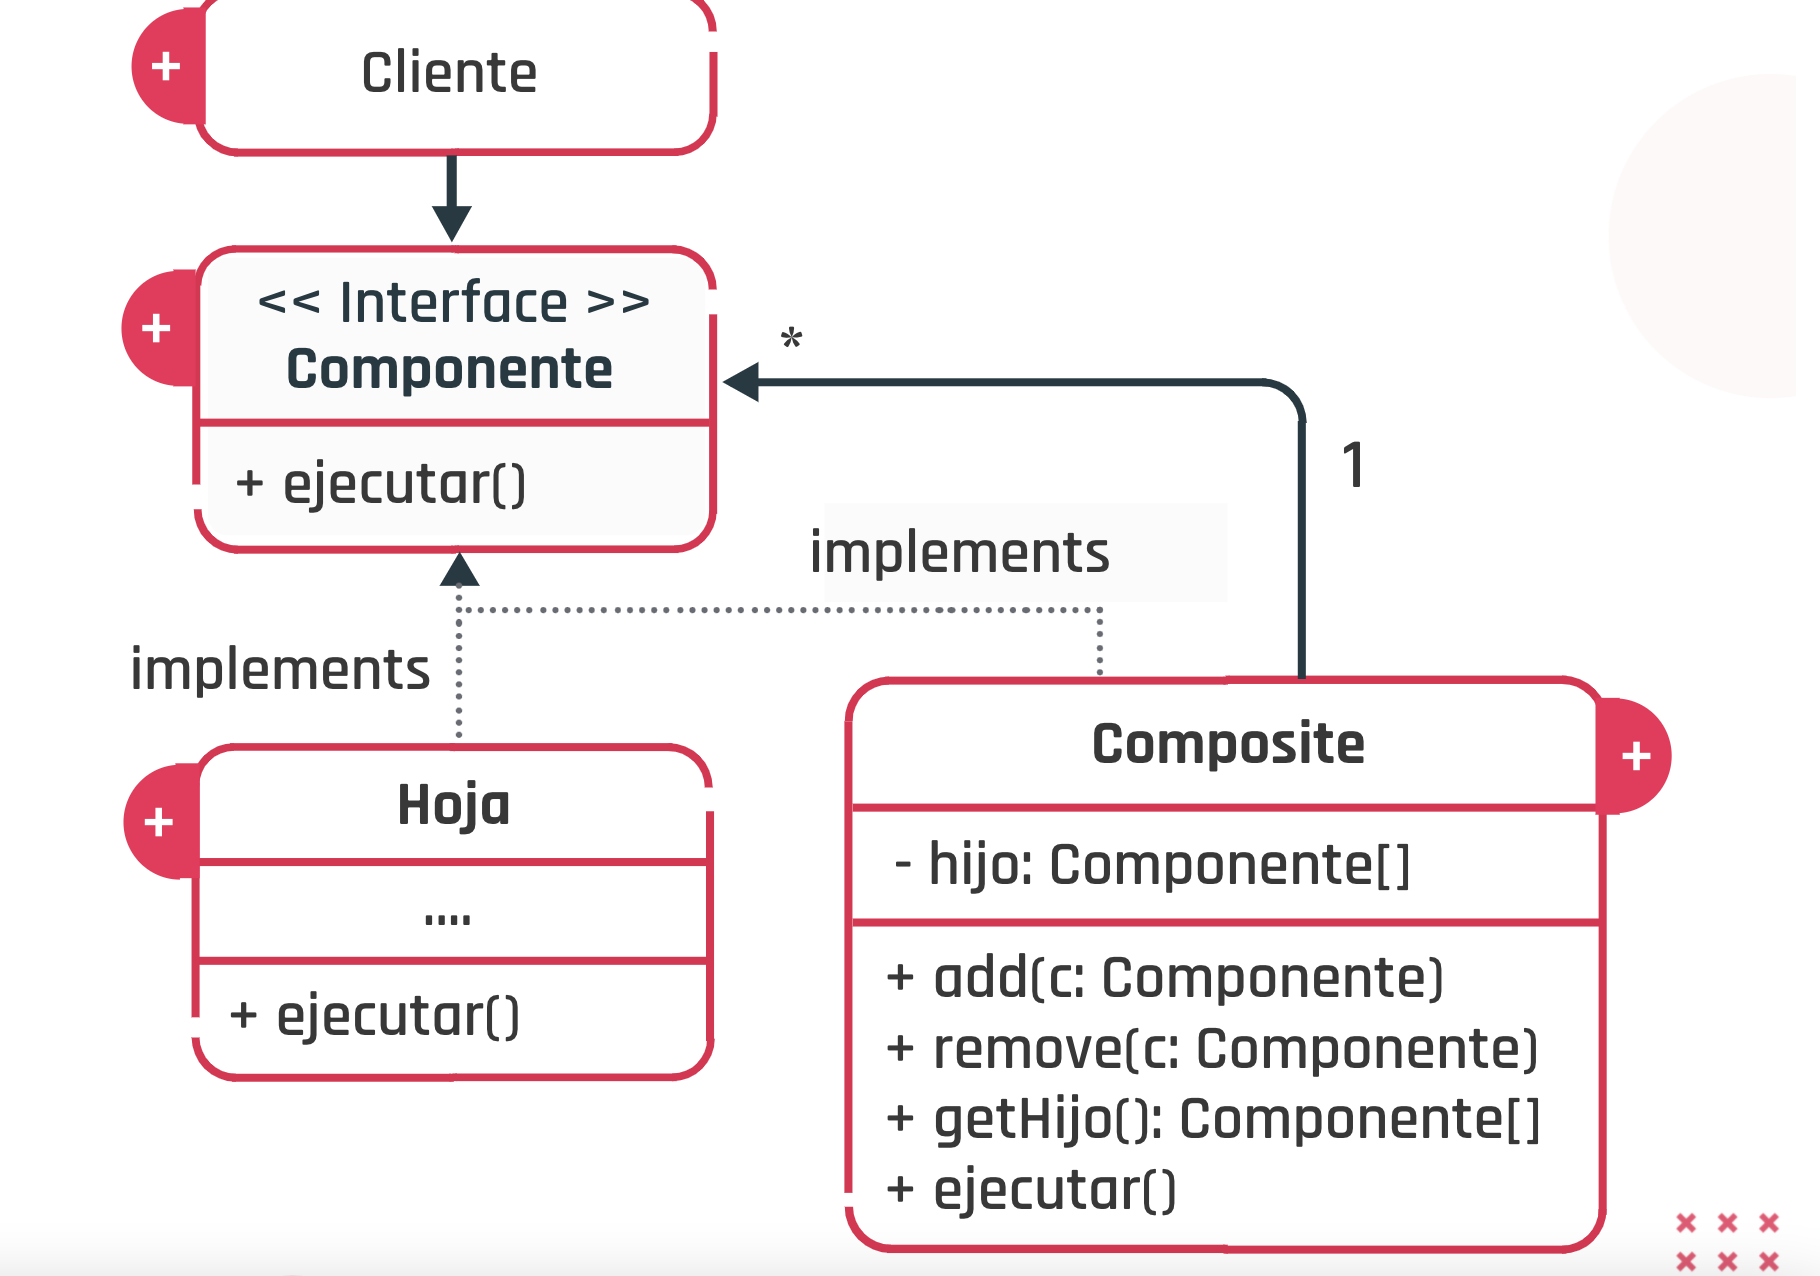 +
Cliente
+
<< Interface >>
Componente
+ ejecutar()
*
1
implements
implements
+
Hoja
....
+ ejecutar()
Composite
+
- hijo: Componente[]
+ add(c: Componente)
+ remove(c: Componente)
+ getHijo(): Componente[]
+ ejecutar()